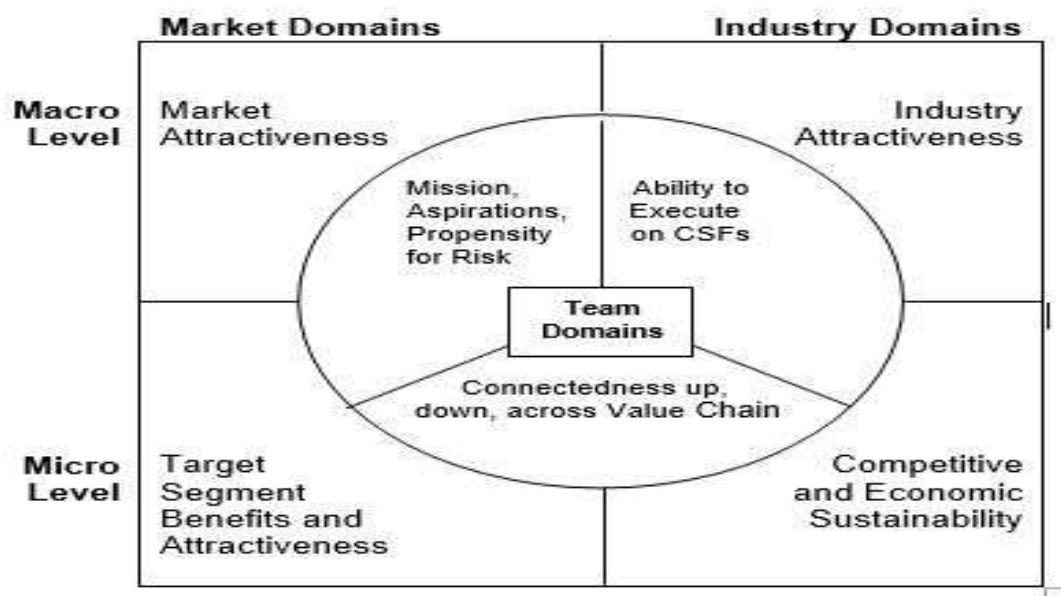 Market Domains
Industry Domains
Macro
Level
Market
Attractiveness
Industry
Attractiveness
Mission,
Aspirations,
Propensity
for Risk
Ability to
Execute
on CSFs
Team
Domains
Connectedness up,
down, across Value Chain
Micro
Level
Target
Segment
Benefits and
Attractiveness
Competitive
and Economic
Sustainability